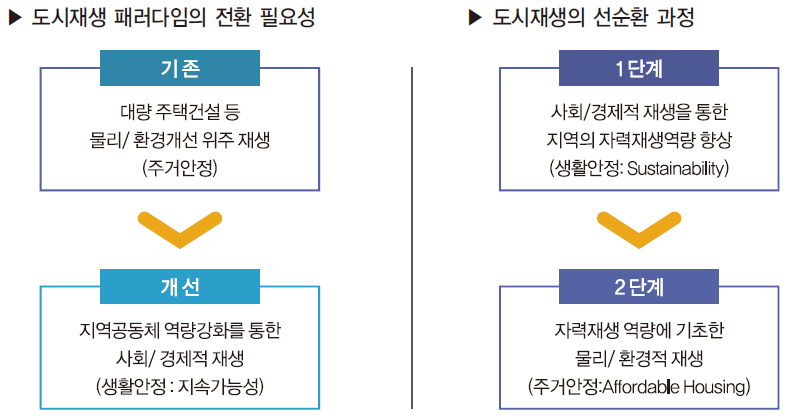 ▶ 도시재생 패러다임의 전환 필요성
기존
대량 주택건설 등
물리/ 환경개선 위주 재생
(주거안정)
개선
지역공동체 역량강화를 통한
사회/ 경제적 재생
(생활안정 : 지속가능성)
▶ 도시재생의 선순환 과정
1단계
사회/경제적 재생을 통한
지역의 자력재생역량 향상
(생활안정: Sustainability)
2단계
자력재생 역량에 기초한
물리/ 환경적 재생
(주거안정:Affordable Housing)